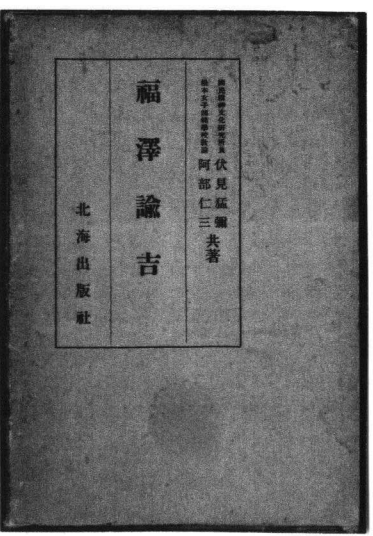 伏見猛彌
阿部仁三
共著
福澤諭吉
北海出版社